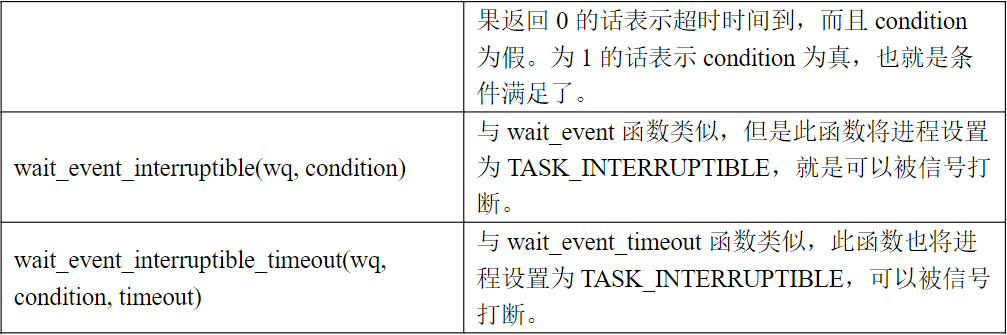 果返回 0 的话表示超时时间到，而且 condition
为假。为 1 的话表示 condition 为真，也就是条
件满足了。
wait_event_interruptible(wq, condition)
与 wait_event 函数类似，但是此函数将进程设置
为 TASK_INTERRUPTIBLE，就是可以被信号打
断。
wait_event_interruptible_timeout(wq,
condition, timeout)
与 wait_event_timeout 函数类似，此函数也将进
程设置为 TASK_INTERRUPTIBLE，可以被信号
打断。